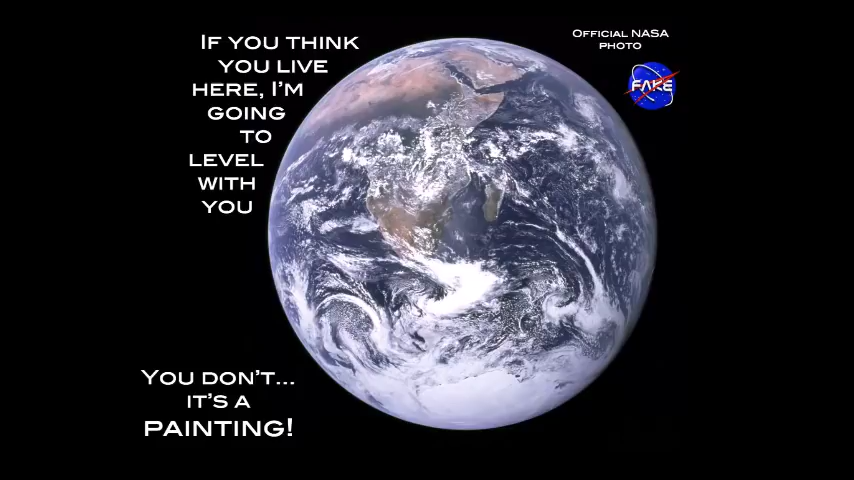 IF YOU THINK
YOU LIVE
HERE, I'M
GOING
TO
LEVEL
WITH
YOU
OFFICIAL NASA
PHOTO
FAKE
YOU DON'T...
IT'S A
PAINTING!